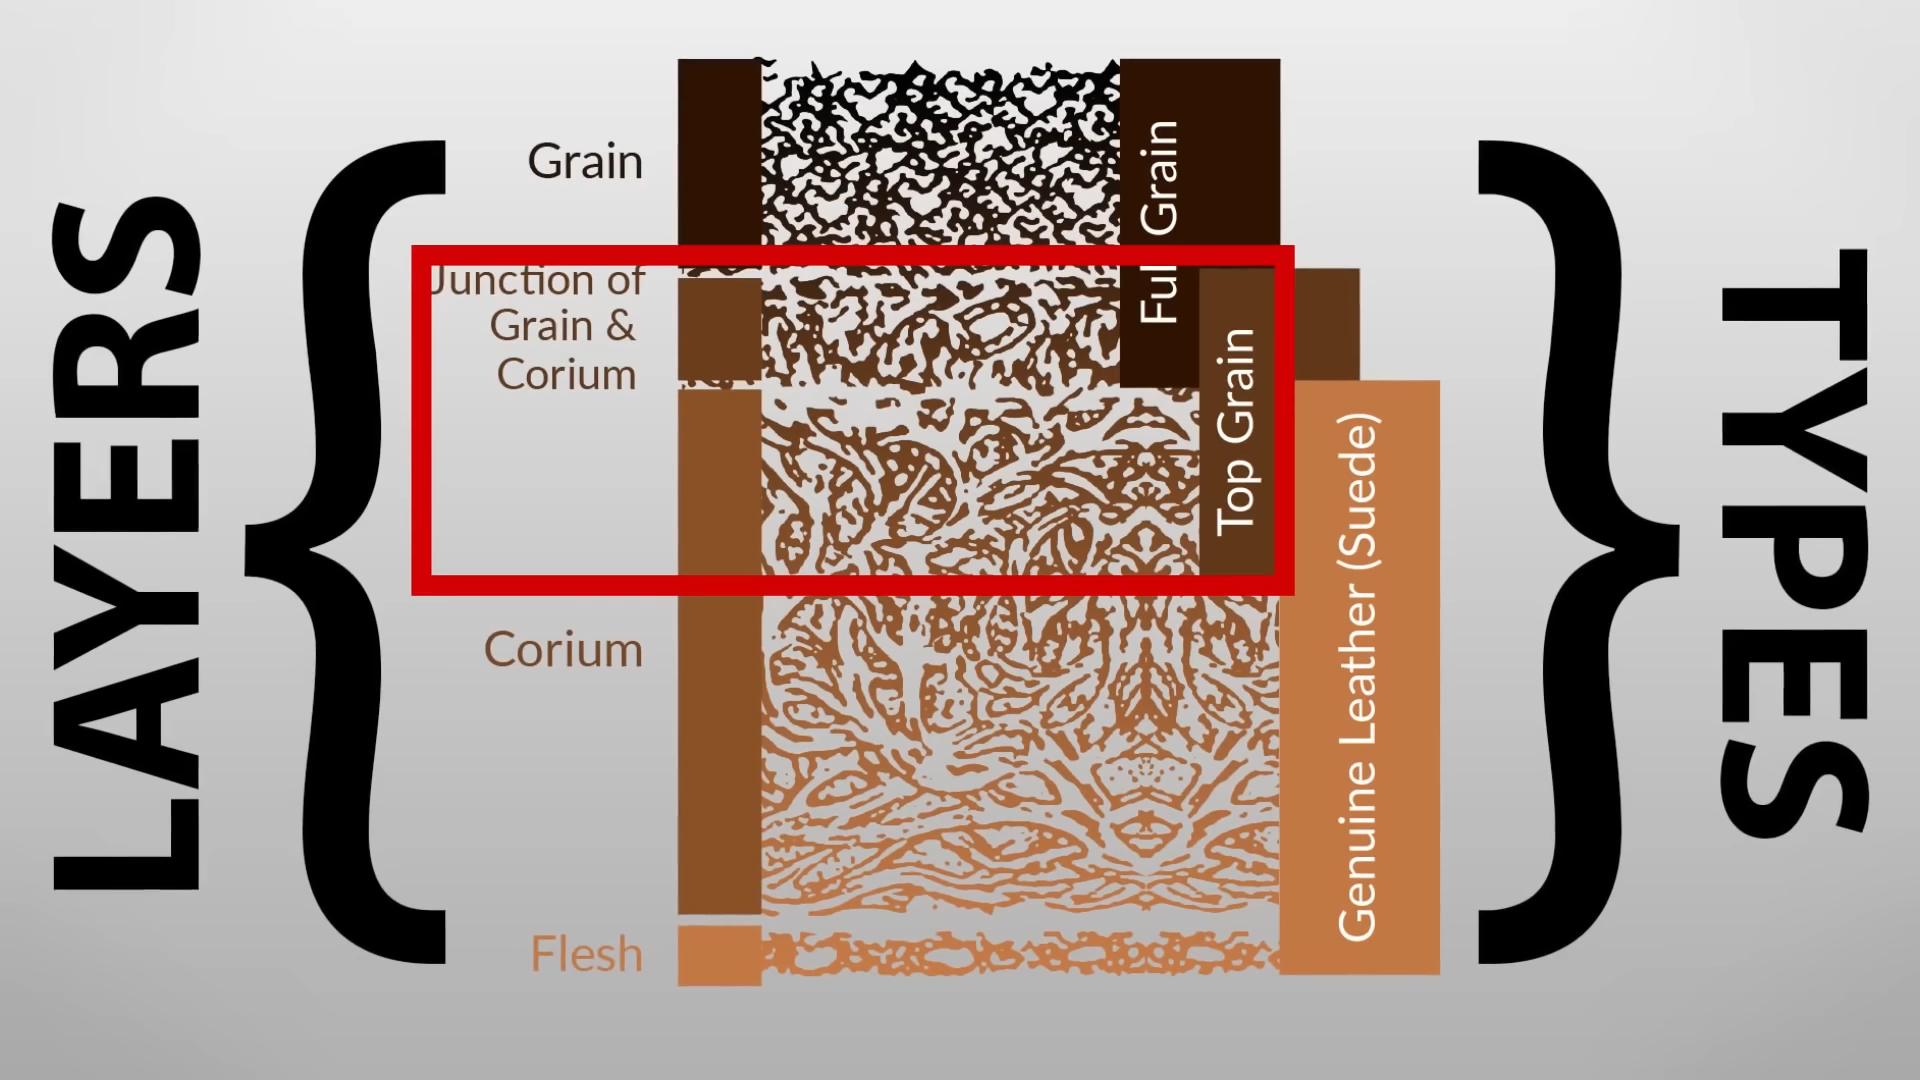 LAYERS
Grain
Junction of
Grain &
Corium
Corium
Flesh
Full Grain
Top Grain
Genuine Leather (Suede)
TYPES